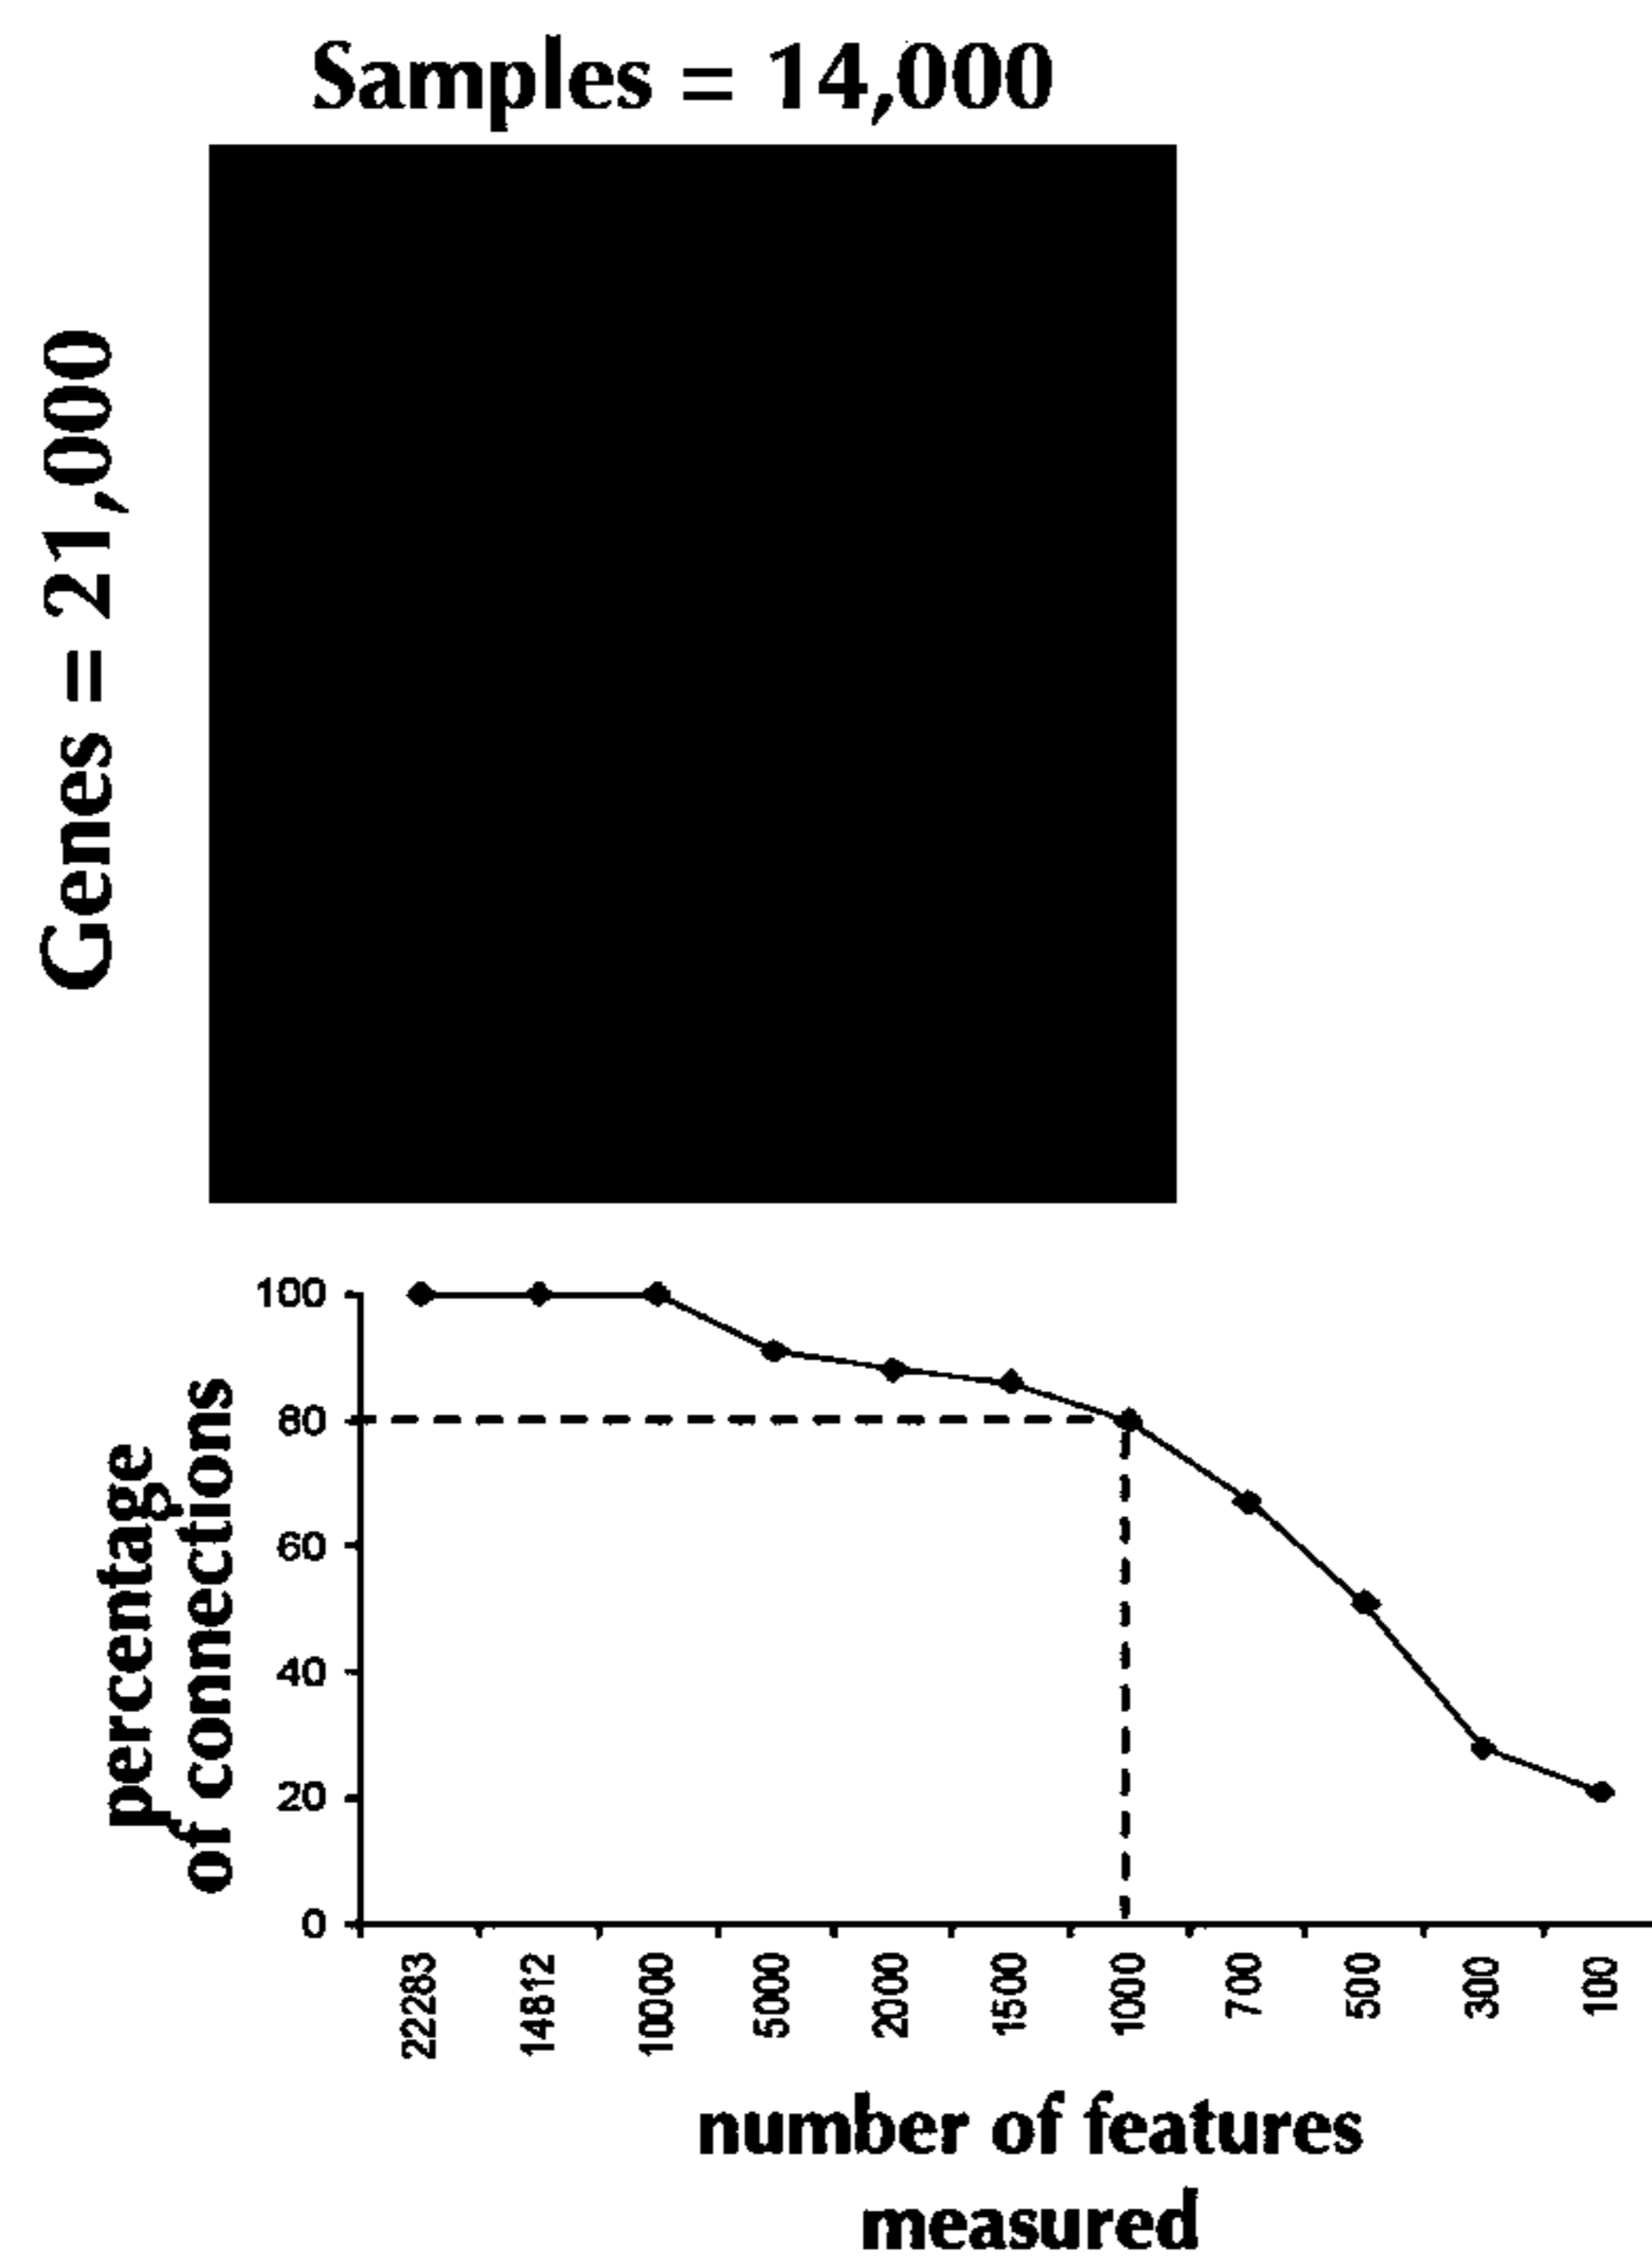 Samples = 14,000
Genes = 21,000
percentage
of connections
100
80
60
40
20
0
22283
14812
10000
5000
2000
1500
1000
700
500
300
100
number of features
measured